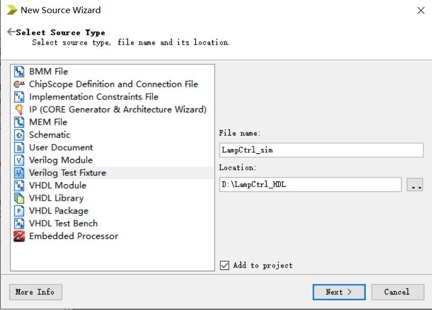 New Source Wizard
Select Source Type
Select source type, file name and its location.
BMM File
ChipScope Definition and Connection File
Implementation Constraints File
IP (CORE Generator & Architecture Wizard)
MEM File
Schematic
User Document
Verilog Module
Verilog Test Fixture
VHDL Module
VHDL Library
VHDL Package
VHDL Test Bench
Embedded Processor
File name:
LampCtrl_sim
Location:
D:\LampCtrl_HDL
..
Add to project
More Info
Next >
Cancel